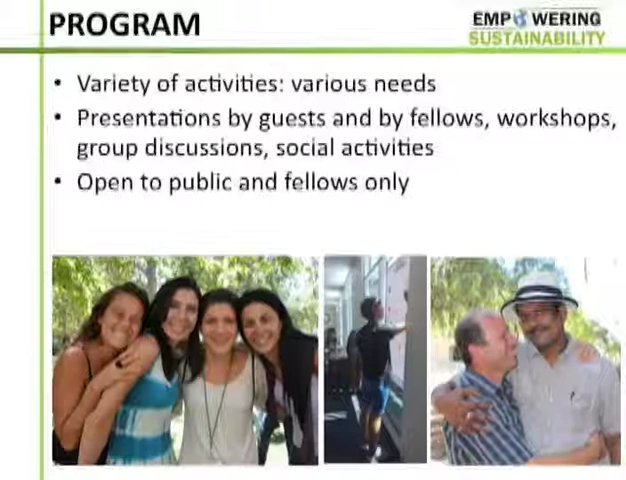 PROGRAM
EMPOWERING
SUSTAINABILITY
• Variety of activities: various needs
• Presentations by guests and by fellows, workshops,
group discussions, social activities
• Open to public and fellows only